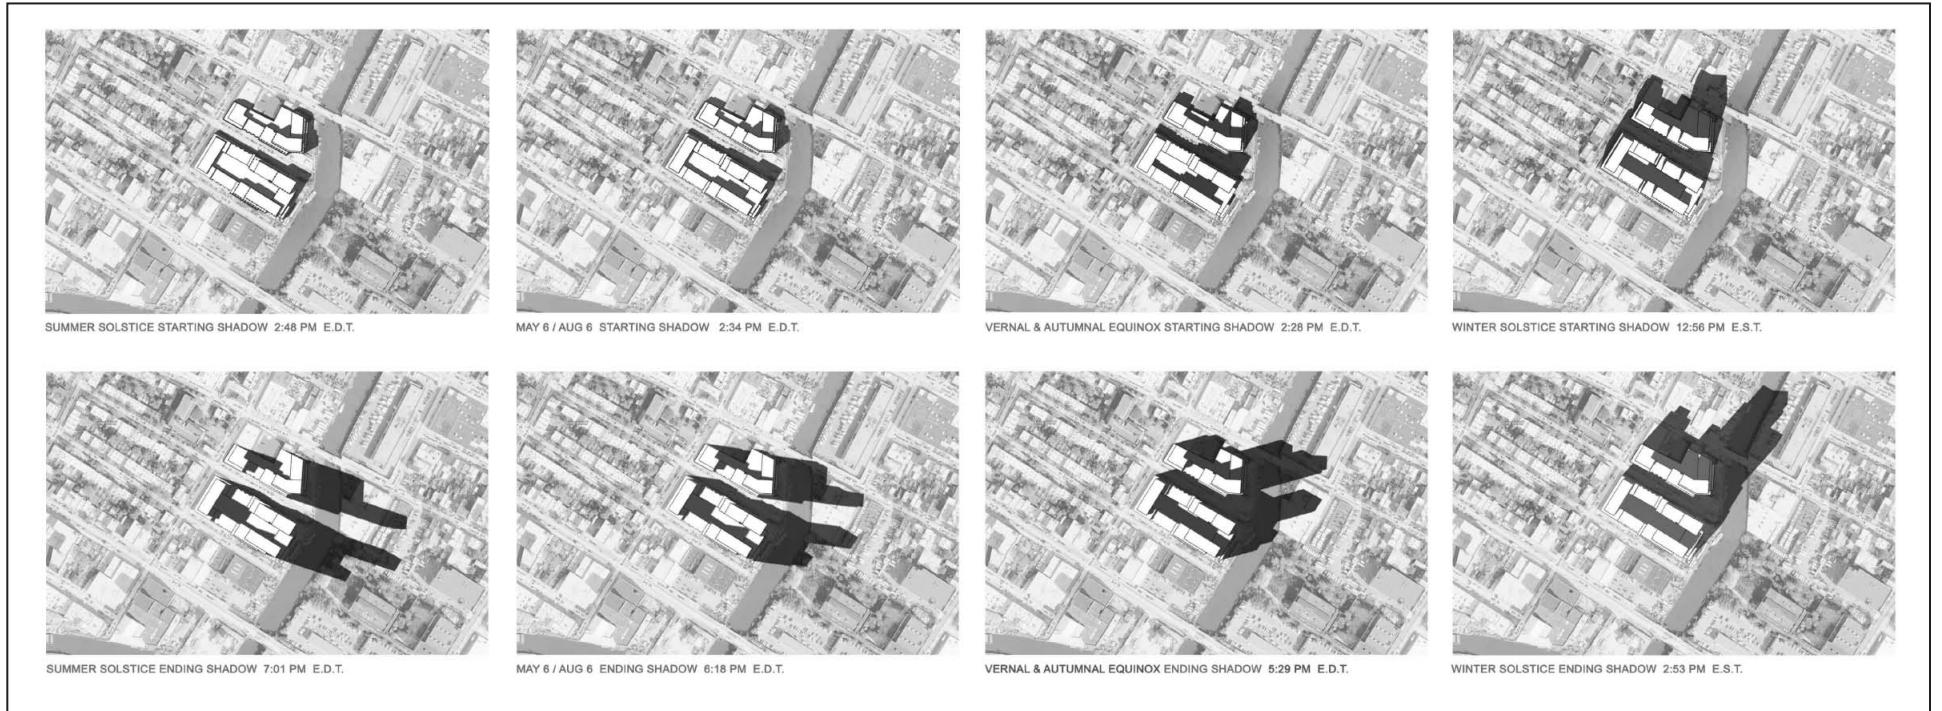 SUMMER SOLSTICE STARTING SHADOW 2:48 PM E.D.T.
MAY 6 / AUG 6 STARTING SHADOW 2:34 PM E.D.T.
VERNAL & AUTUMNAL EQUINOX STARTING SHADOW 2:28 PM E.D.T.
WINTER SOLSTICE STARTING SHADOW 12:56 PM E.S.T.
SUMMER SOLSTICE ENDING SHADOW 7:01 PM E.D.T.
MAY 6 / AUG 6 ENDING SHADOW 6:18 PM E.D.T.
VERNAL & AUTUMNAL EQUINOX ENDING SHADOW 5:29 PM E.D.T.
WINTER SOLSTICE ENDING SHADOW 2:53 PM E.S.T.